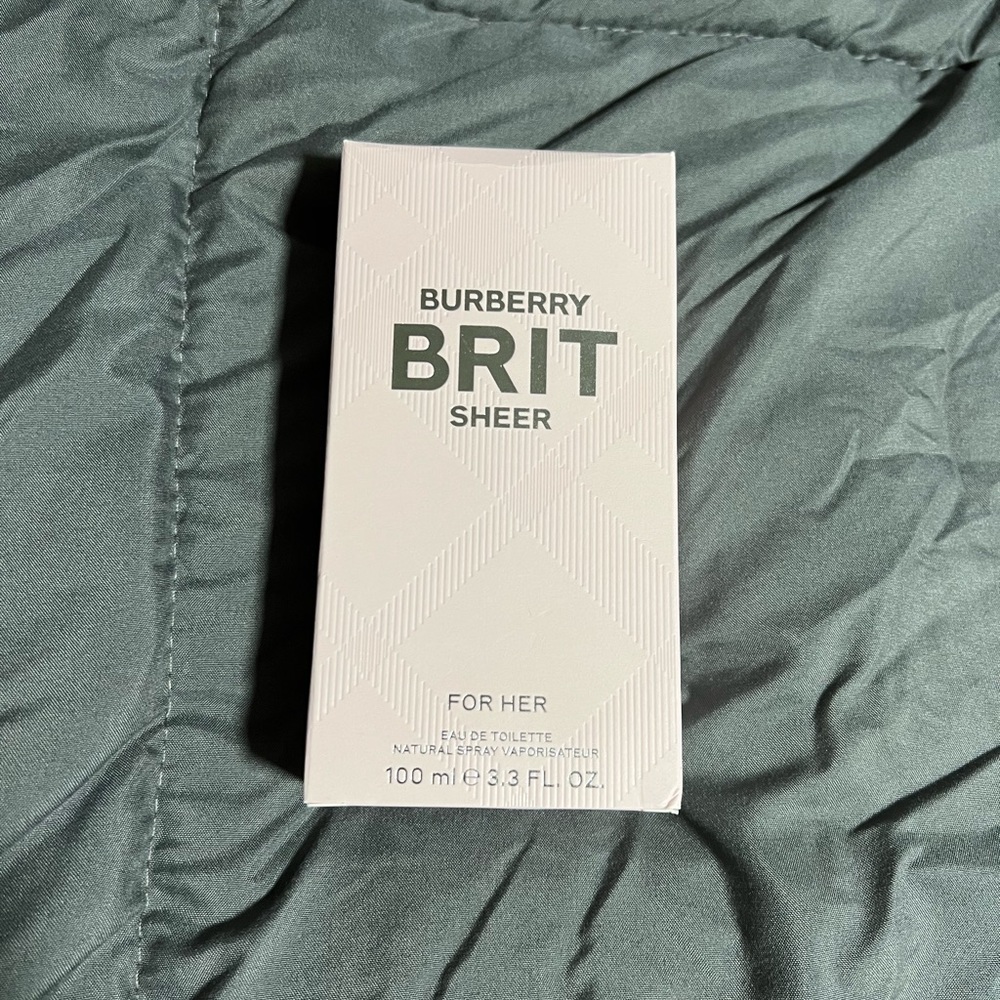 BURBERRY
BRIT
SHEER
FOR HER
EAU DE TOILETTE
NATURAL SPRAY VAPORISATEUR
100 ml ℮ 3.3 FL. OZ.